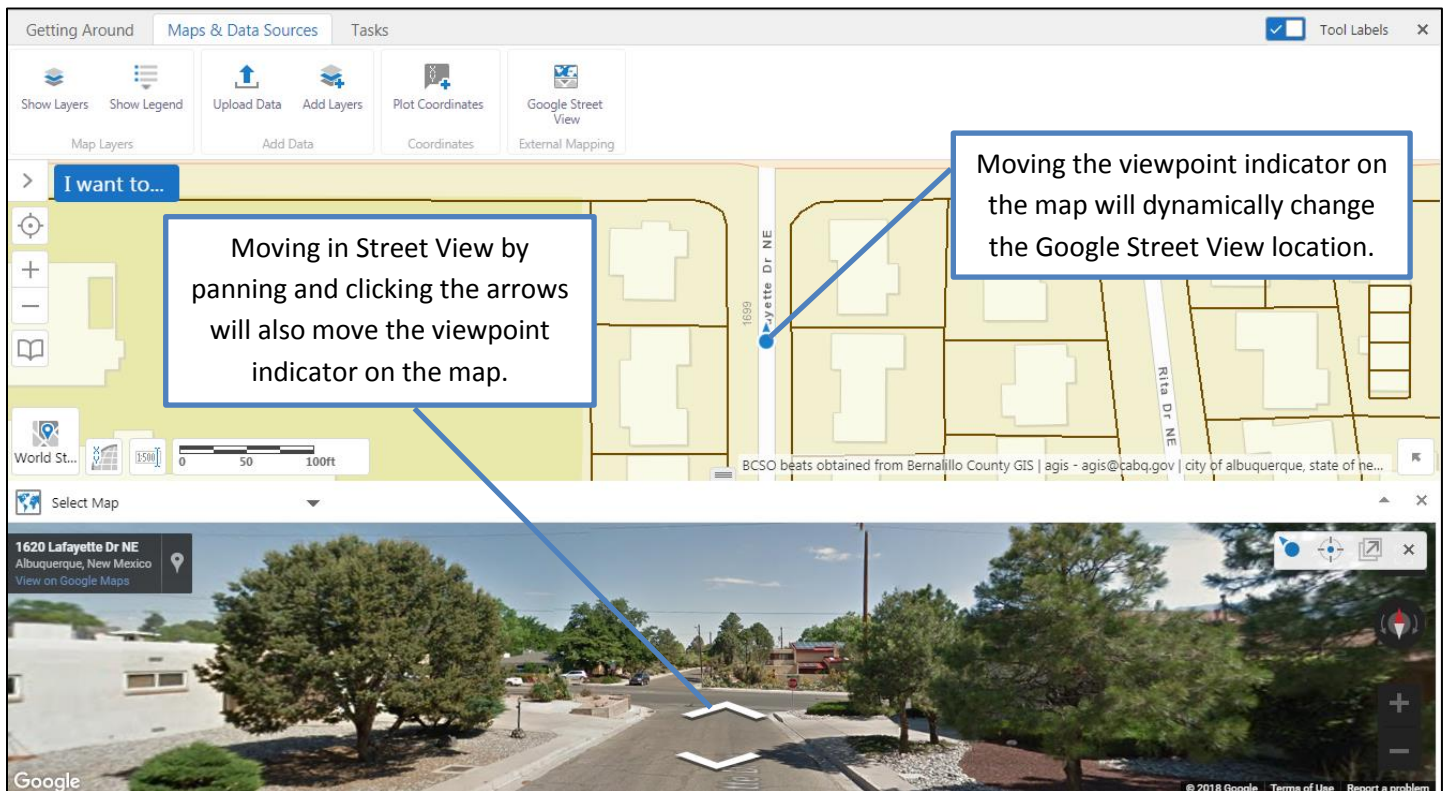 Getting Around Maps & Data Sources Tasks Tool Labels
Show Layers Show Legend Upload Data Add Layers Plot Coordinates Google Street
View
Map Layers Add Data Coordinates External Mapping
I want to...
Moving the viewpoint indicator on
the map will dynamically change
the Google Street View location.
Moving in Street View by
panning and clicking the arrows
will also move the viewpoint
indicator on the map.
1699
ayette Dr NE
Rita Dr NE
World St...
1:500
0 50 100ft
BCSO beats obtained from Bernalillo County GIS | agis - agis@cabq.gov | city of albuquerque, state of ne...
Select Map
1620 Lafayette Dr NE
Albuquerque, New Mexico
View on Google Maps
Google
© 2018 Google Terms of Use Report a problem